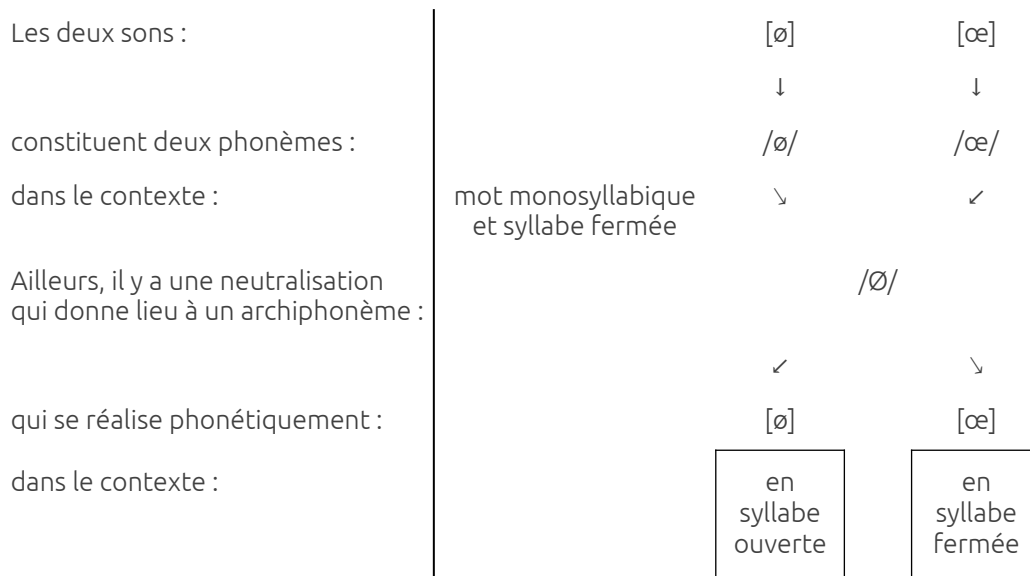 Les deux sons : [ø] [œ]
↓ ↓
constituent deux phonèmes : /ø/ /œ/
dans le contexte : mot monosyllabique ↘ ↙
et syllabe fermée
Ailleurs, il y a une neutralisation /Ø/
qui donne lieu à un archiphonème :
↙ ↘
qui se réalise phonétiquement : [ø] [œ]
dans le contexte : en en
syllabe syllabe
ouverte fermée